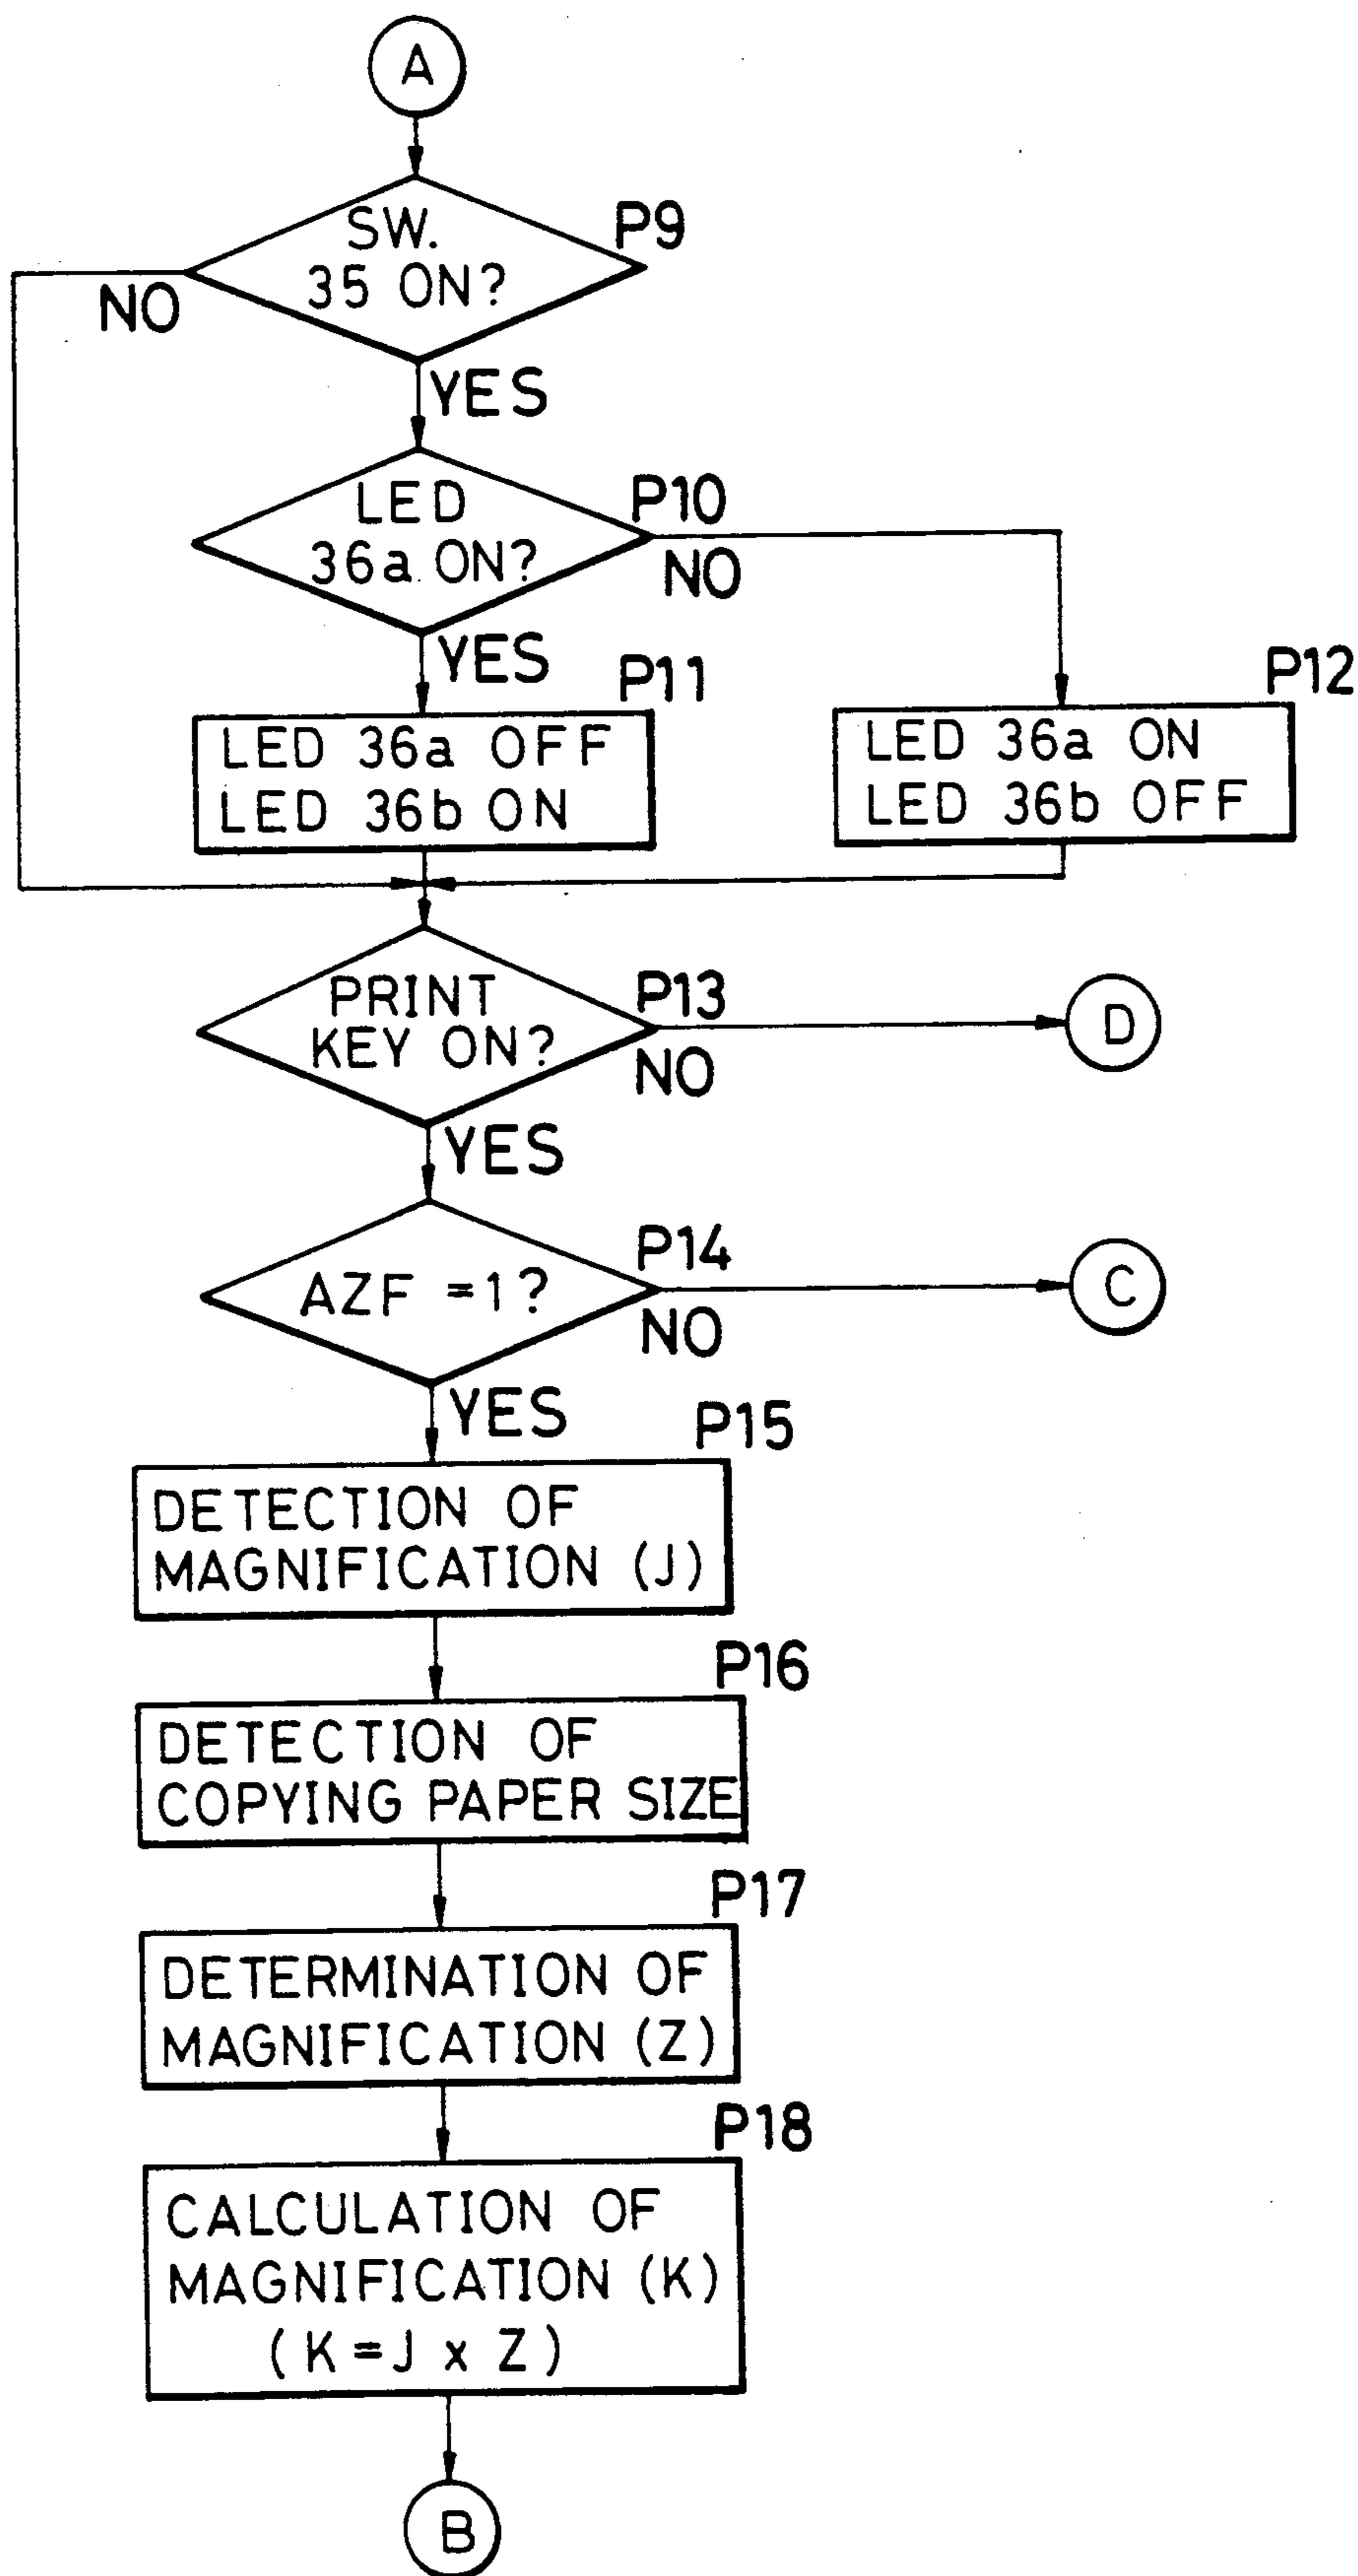 A
SW.
35 ON?
P9
NO
YES
LED
36a ON?
P10
NO
YES
P11
LED 36a OFF
LED 36b ON
P12
LED 36a ON
LED 36b OFF
PRINT
KEY ON?
P13
NO
D
YES
AZF =1?
P14
NO
C
YES
P15
DETECTION OF
MAGNIFICATION (J)
P16
DETECTION OF
COPYING PAPER SIZE
P17
DETERMINATION OF
MAGNIFICATION (Z)
P18
CALCULATION OF
MAGNIFICATION (K)
(K=J x Z)
B